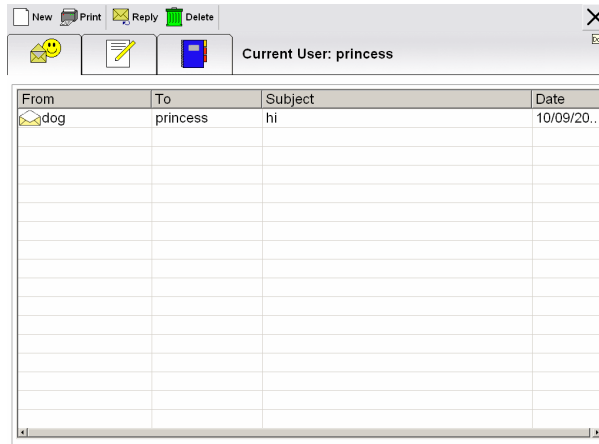 New Print Reply Delete
Current User: princess
From To Subject Date
dog princess hi 10/09/20..